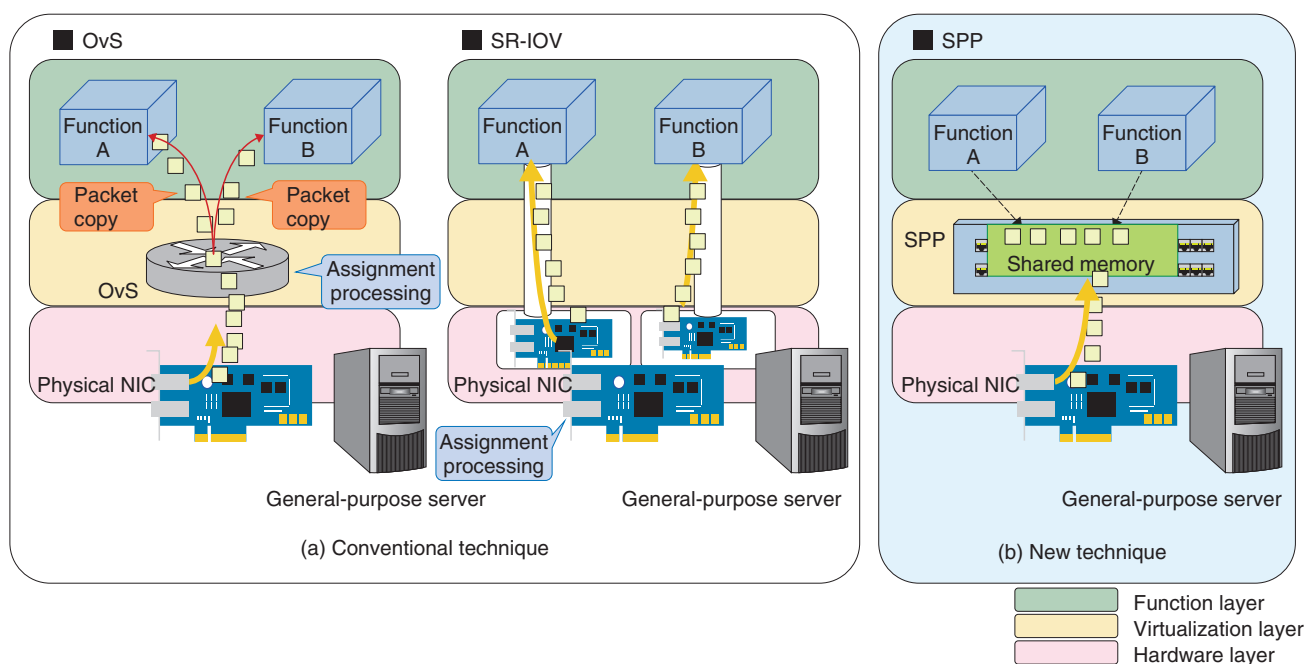 OvS
Function
A
Function
B
Packet
copy
Packet
copy
OvS
Assignment
processing
Physical NIC
General-purpose server
SR-IOV
Function
A
Function
B
Physical NIC
Assignment
processing
General-purpose server
(a) Conventional technique
SPP
Function
A
Function
B
SPP
Shared memory
Physical NIC
General-purpose server
(b) New technique
Function layer
Virtualization layer
Hardware layer